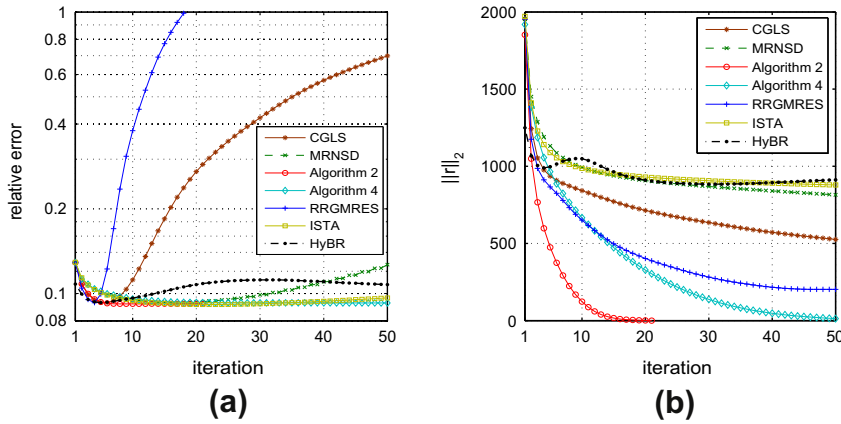 1
0.8
0.6
0.4
0.2
0.1
0.08
relative error
1
10
20
30
40
50
iteration
CGLS
MRNSD
Algorithm 2
Algorithm 4
RRGMRES
ISTA
HyBR
(a)
2000
1500
1000
500
0
||r||2
1
10
20
30
40
50
iteration
CGLS
MRNSD
Algorithm 2
Algorithm 4
RRGMRES
ISTA
HyBR
(b)